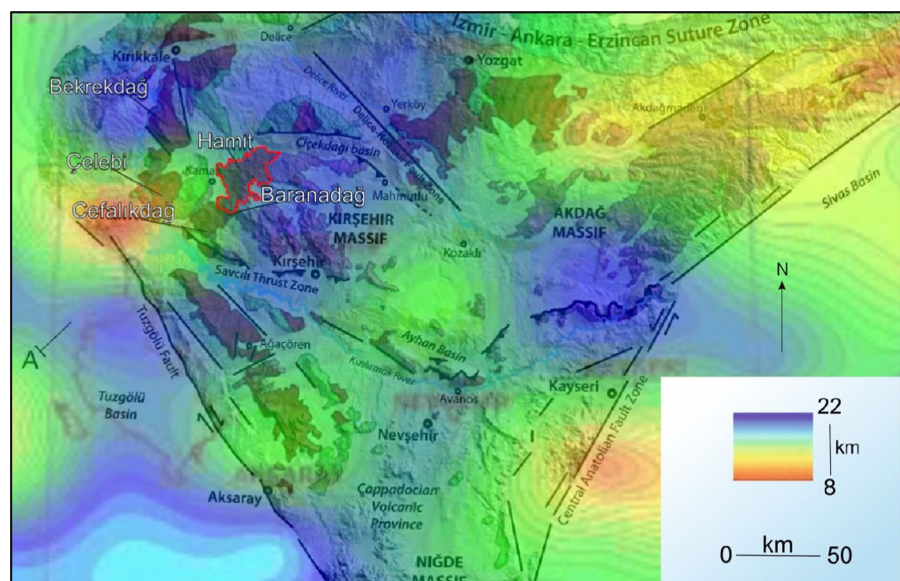 Izmir - Ankara - Erzincan Suture Zone
Delice
Kırıkkale
Yozgat
Bekrekdağ
Delice River
Yerköy
Akdağmadeni
Hamit
Çiçekdağı basin
Çelebi
Kaman
Baranadağ
Mahmutlu
Cefalıkdağ
KIRŞEHİR
MASSIF
AKDAĞ
MASSIF
Sivas Basin
Kozaklı
Kırşehir
Savcılı Thrust Zone
N
Tuzgölü Fault
A
Ağaçören
Ayhan Basin
Kızılırmak River
Kayseri
Avanos
Tuzgölü
Basin
Nevşehir
Central Anatolian Fault Zone
Aksaray
Cappadocian
Volcanic
Province
NIĞDE
MASSIF
22
km
8
km
0
50